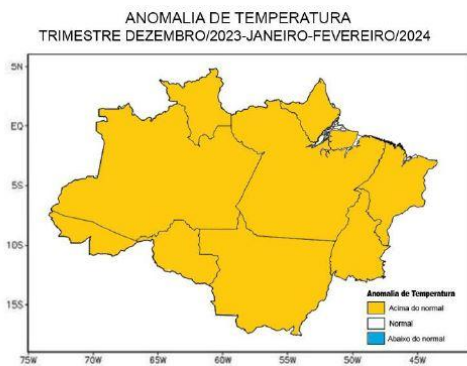 ANOMALIA DE TEMPERATURA
TRIMESTRE DEZEMBRO/2023-JANEIRO-FEVEREIRO/2024
5N
EQ
5S
10S
15S
Anomalia de Temperatura
Acima do normal
Normal
Abaixo do normal
75W 70W 65W 60W 55W 50W 45W